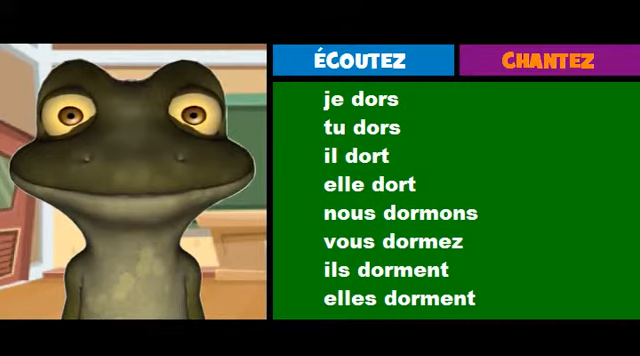 ÉCOUTEZ
CHANTEZ
je dors
tu dors
il dort
elle dort
nous dormons
vous dormez
ils dorment
elles dorment